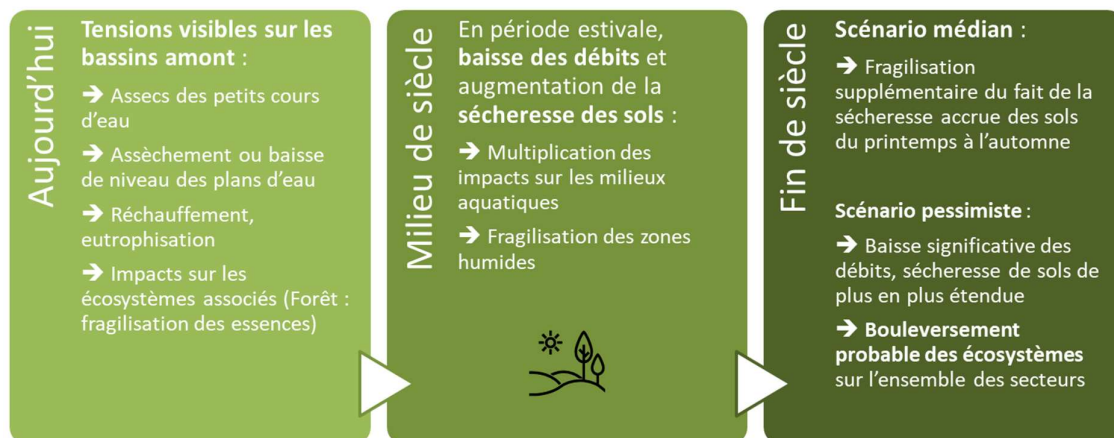 Aujourd'hui
Tensions visibles sur les
bassins amont :
➔ Assecs des petits cours
d'eau
➔ Assèchement ou baisse
de niveau des plans d'eau
➔ Réchauffement,
eutrophisation
➔ Impacts sur les
écosystèmes associés (Forêt :
fragilisation des essences)
Milieu de siècle
En période estivale,
baisse des débits et
augmentation de la
sécheresse des sols :
➔ Multiplication des
impacts sur les milieux
aquatiques
➔ Fragilisation des zones
humides
Fin de siècle
Scénario médian :
➔ Fragilisation
supplémentaire du fait de la
sécheresse accrue des sols
du printemps à l'automne
Scénario pessimiste :
➔ Baisse significative des
débits, sécheresse de sols de
plus en plus étendue
➔ Bouleversement
probable des écosystèmes
sur l'ensemble des secteurs